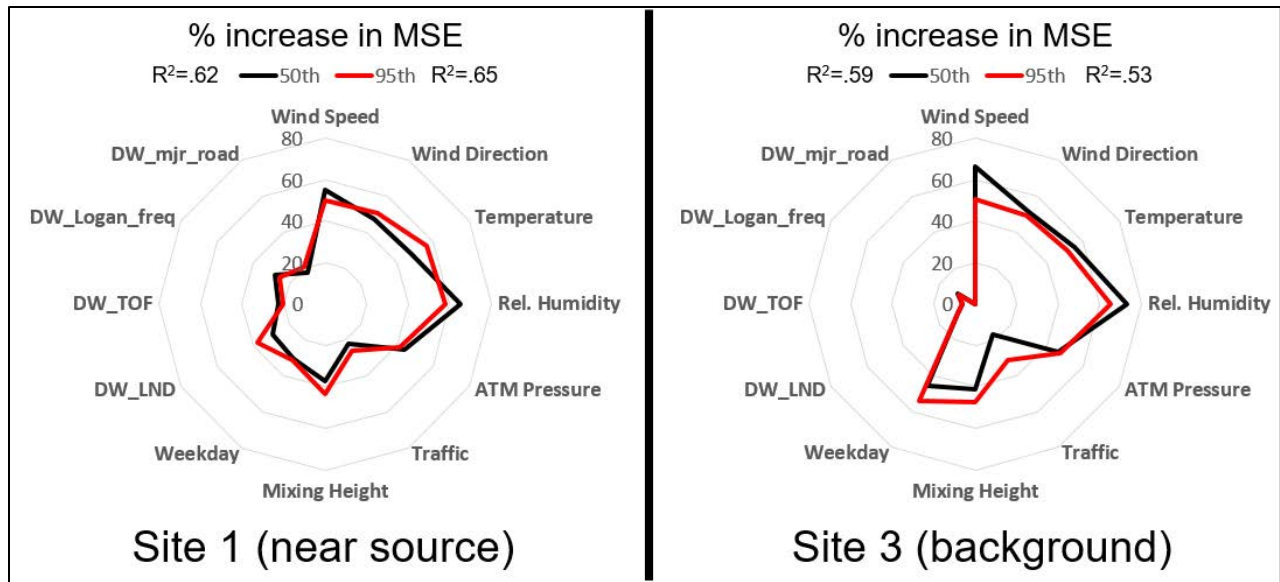 % increase in MSE
R²=.62 50th 95th R²=.65
Wind Speed
DW_mjr_road
80
Wind Direction
60
DW_Logan_freq
Temperature
40
20
DW_TOF
0
Rel. Humidity
DW_LND
ATM Pressure
Weekday
Traffic
Mixing Height
Site 1 (near source)
% increase in MSE
R²=.59 50th 95th R²=.53
Wind Speed
DW_mjr_road
80
Wind Direction
60
DW_Logan_freq
Temperature
40
20
DW_TOF
0
Rel. Humidity
DW_LND
ATM Pressure
Weekday
Traffic
Mixing Height
Site 3 (background)